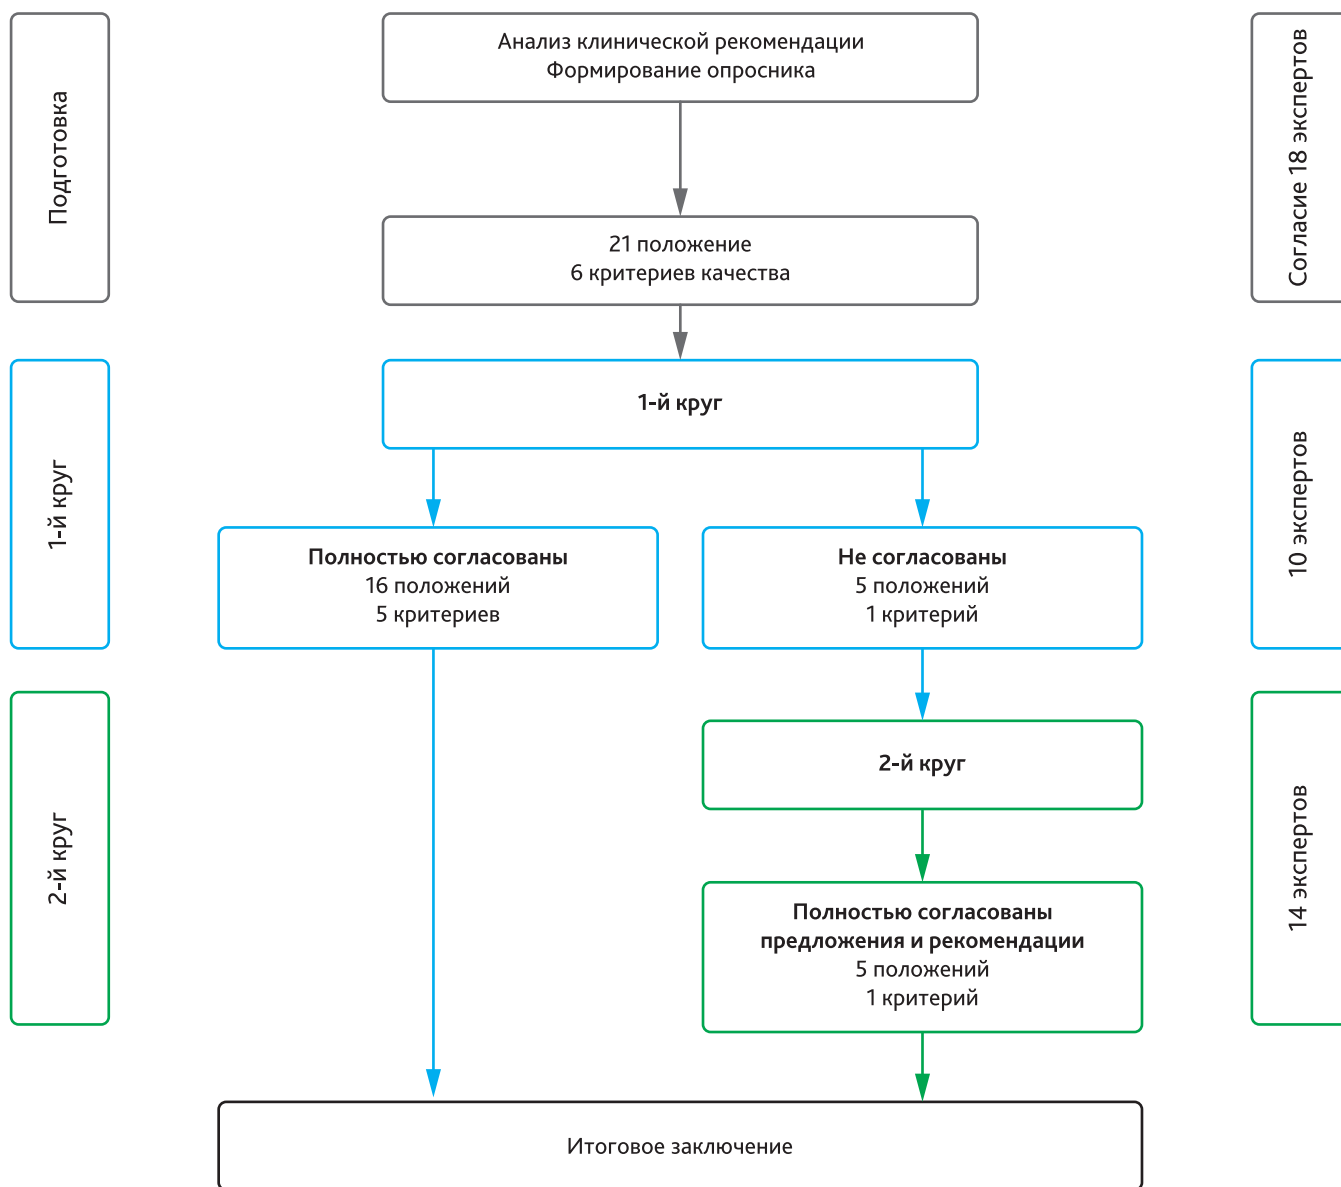 Подготовка
Анализ клинической рекомендации
Формирование опросника
Согласие 18 экспертов
21 положение
6 критериев качества
1-й круг
1-й круг
10 экспертов
Полностью согласованы
16 положений
5 критериев
Не согласованы
5 положений
1 критерий
2-й круг
2-й круг
14 экспертов
Полностью согласованы
предложения и рекомендации
5 положений
1 критерий
Итоговое заключение